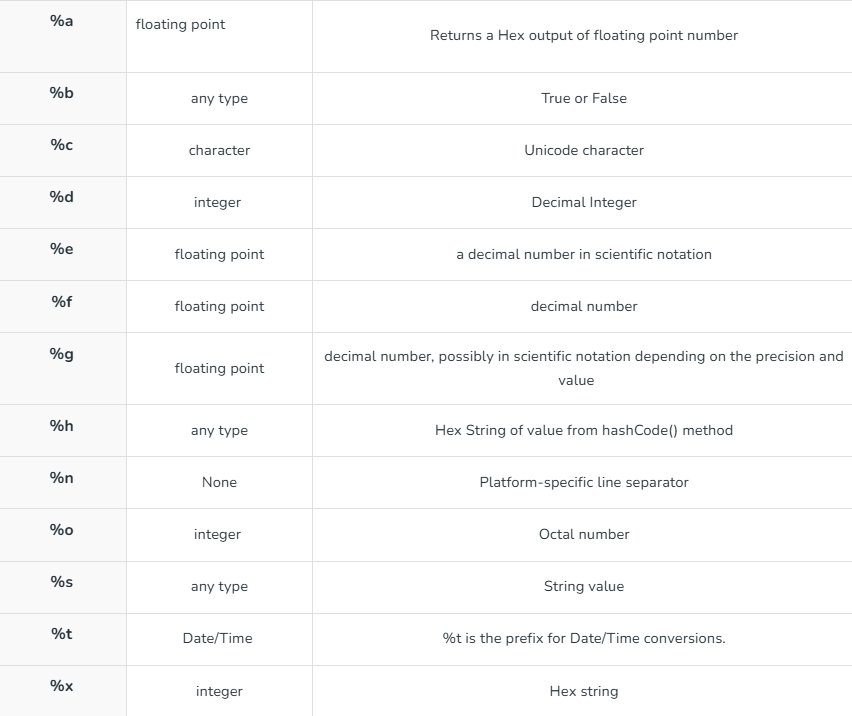 %a floating point Returns a Hex output of floating point number
%b any type True or False
%c character Unicode character
%d integer Decimal Integer
%e floating point a decimal number in scientific notation
%f floating point decimal number
%g floating point decimal number, possibly in scientific notation depending on the precision and
value
%h any type Hex String of value from hashCode() method
%n None Platform-specific line separator
%o integer Octal number
%s any type String value
%t Date/Time %t is the prefix for Date/Time conversions.
%x integer Hex string